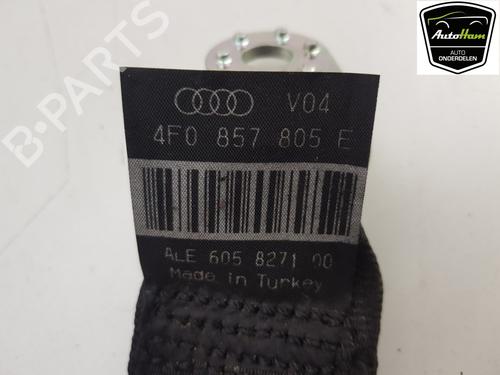 AutoHam
AUTO
ONDERDELEN
B-PARTS
V04
4F0 857 805 E
ALE 605 8271 00
Made in Turkey